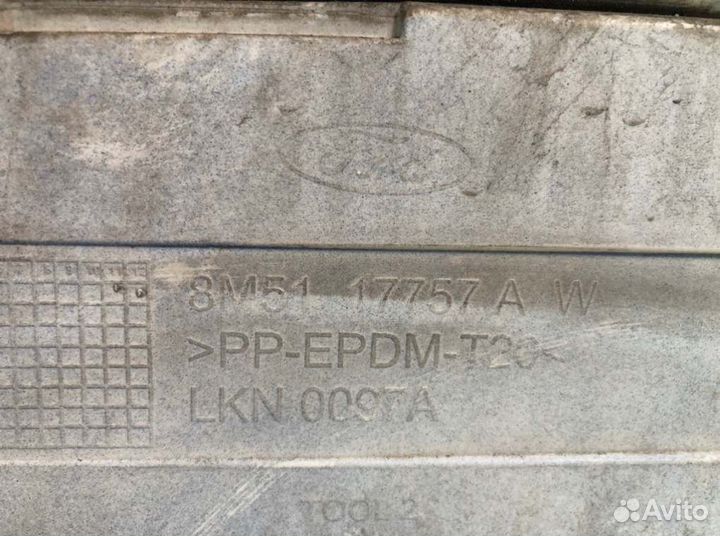 Ford
8M51 17757 A W
>PP-EPDM-T20<
LKN 0097A
TOOL 2
Avito